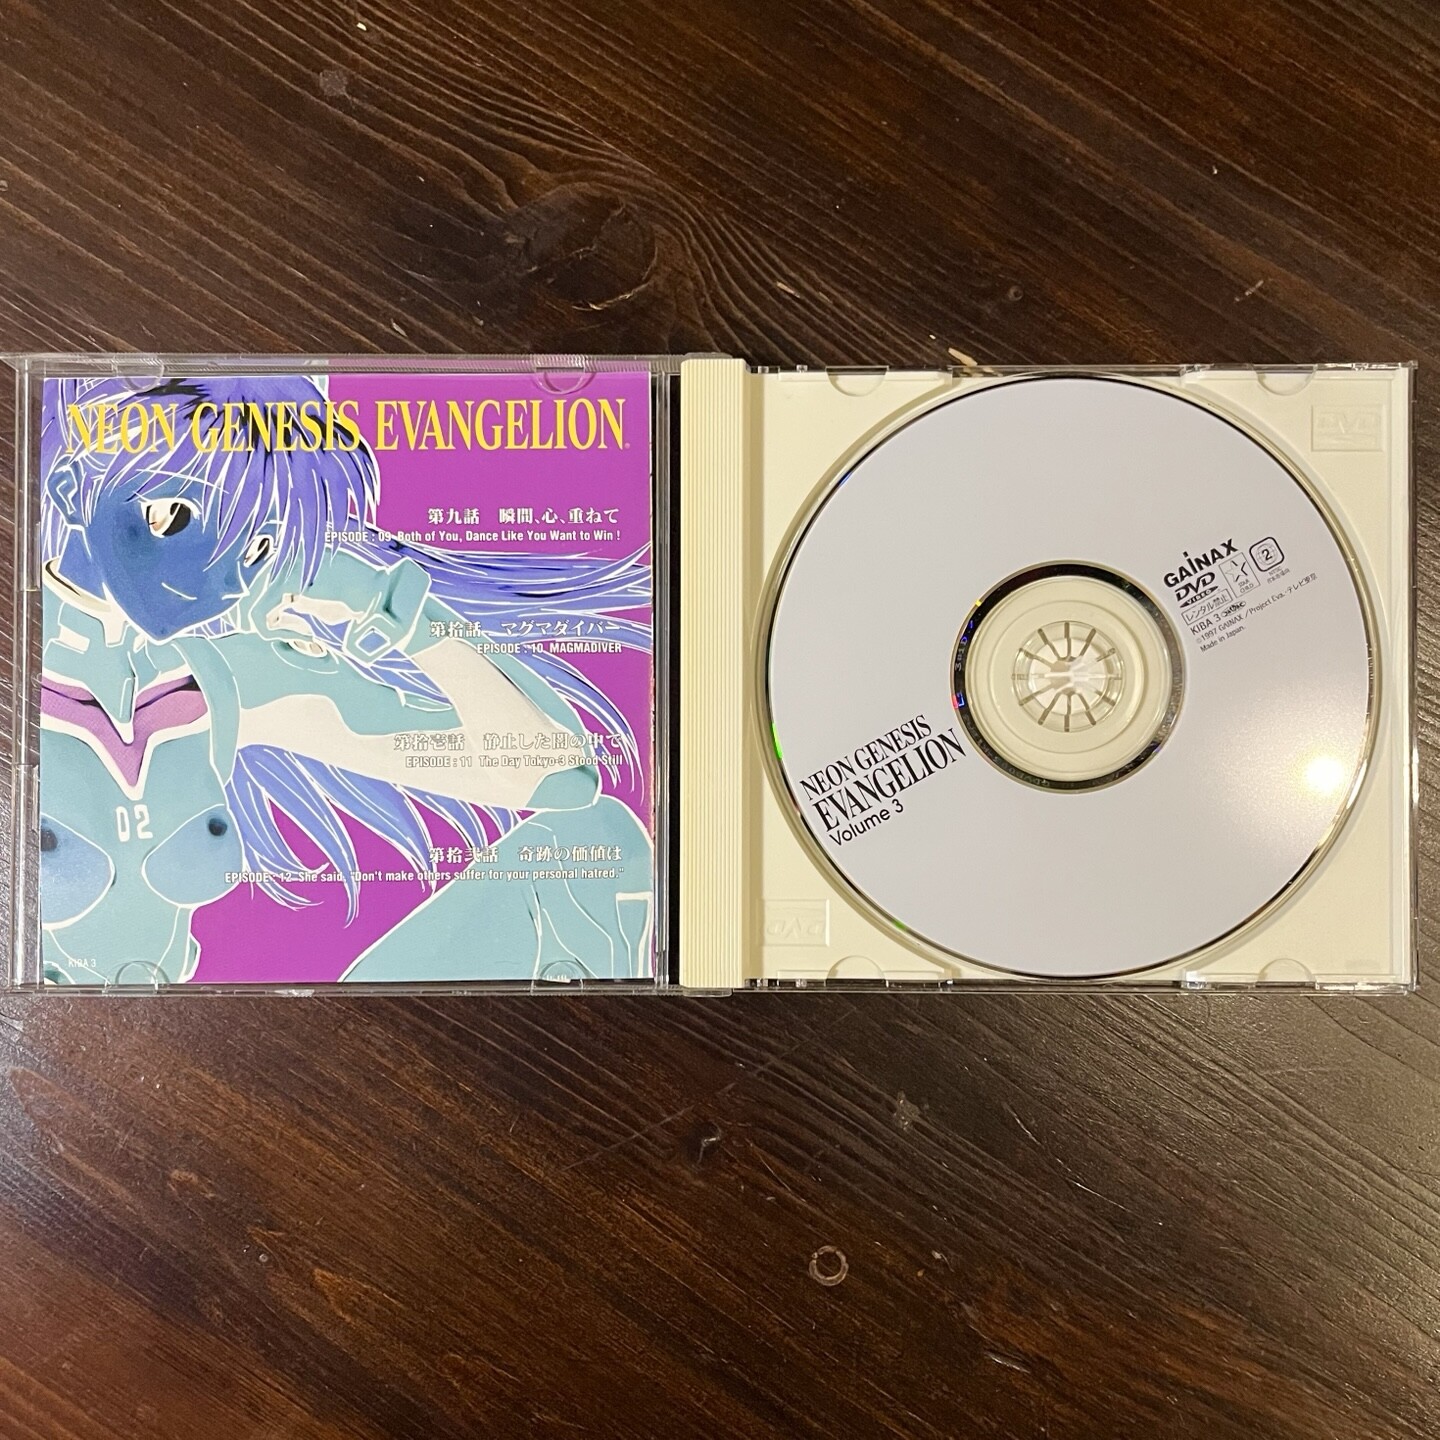 NEON GENESIS EVANGELION
第九話 瞬間、心、重ねて
EPISODE : 09 Both of You, Dance Like You Want to Win !
第拾話 マグマダイバー
EPISODE : 10 MAGMADIVER
第拾壱話 静止した闇の中で
EPISODE : 11 The Day Tokyo-3 Stood Still
第拾弐話 奇跡の価値は
EPISODE : 12 She said, "Don't make others suffer for your personal hatred."
02
KIBA 3
DVD
GAiNAX
DVD
VIDEO
2
レンタル禁止
KIBA 3
©1997 GAINAX/Project Eva.・テレビ東京
Made in Japan.
NEON GENESIS
EVANGELION
Volume 3
DVD